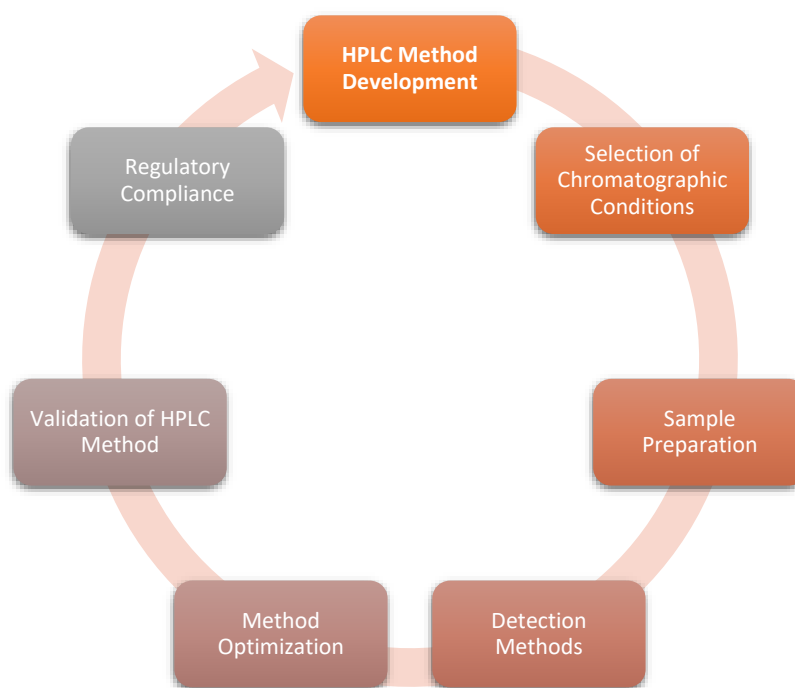 HPLC Method
Development
Selection of
Chromatographic
Conditions
Sample
Preparation
Detection
Methods
Method
Optimization
Validation of HPLC
Method
Regulatory
Compliance